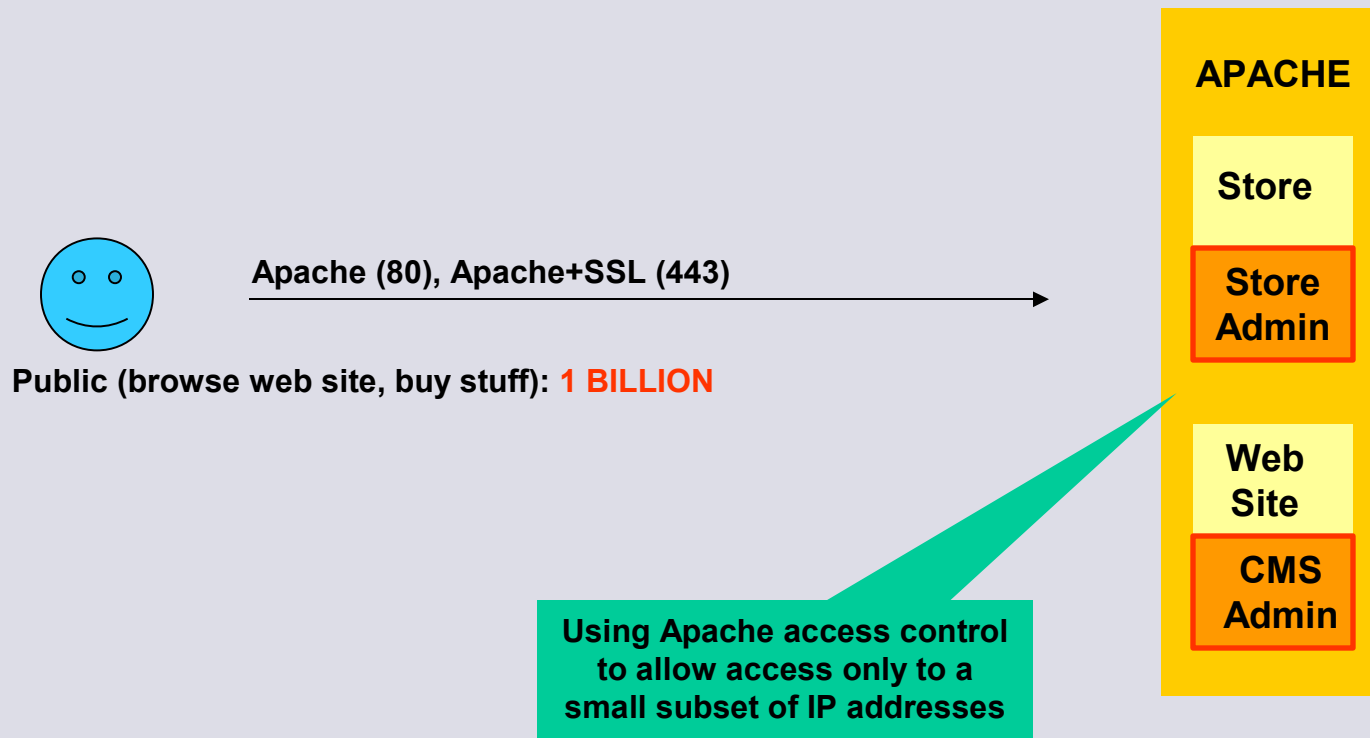 APACHE
Store
Store
Admin
Apache (80), Apache+SSL (443)
Public (browse web site, buy stuff): 1 BILLION
Web
Site
CMS
Admin
Using Apache access control
to allow access only to a
small subset of IP addresses